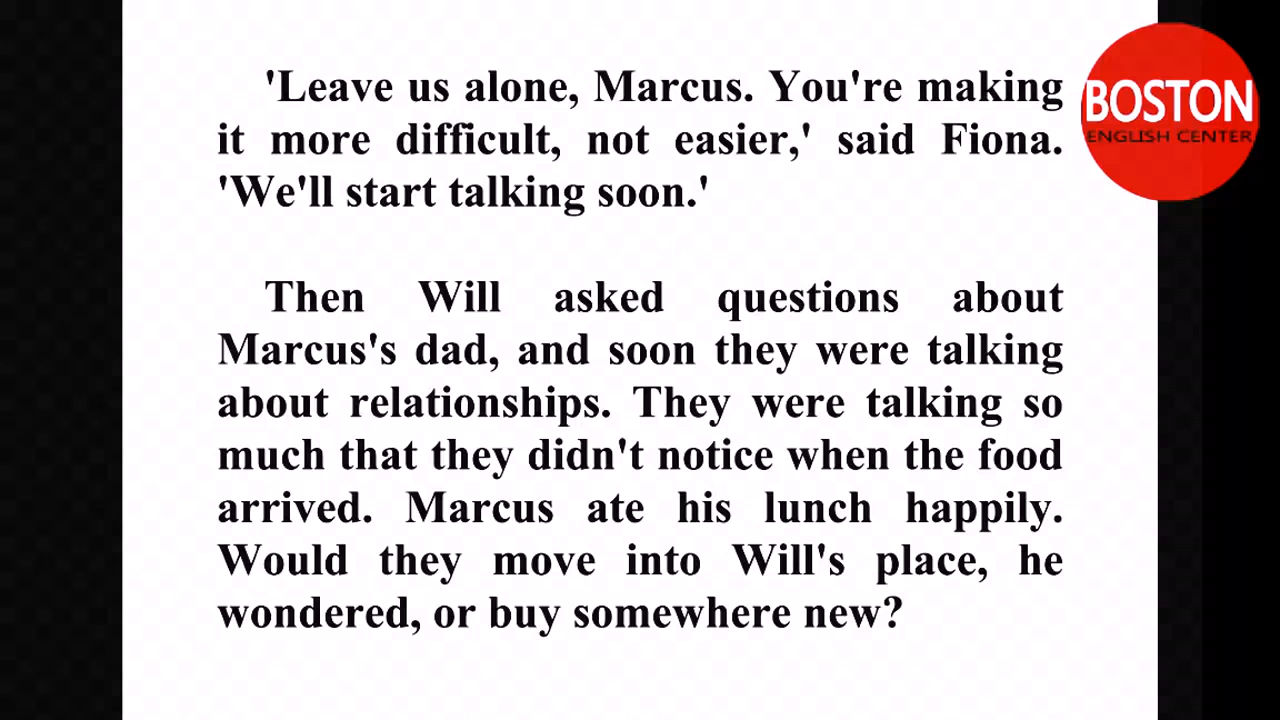 'Leave us alone, Marcus. You're making
it more difficult, not easier,' said Fiona.
'We'll start talking soon.'
Then Will asked questions about
Marcus's dad, and soon they were talking
about relationships. They were talking so
much that they didn't notice when the food
arrived. Marcus ate his lunch happily.
Would they move into Will's place, he
wondered, or buy somewhere new?
BOSTON
ENGLISH CENTER